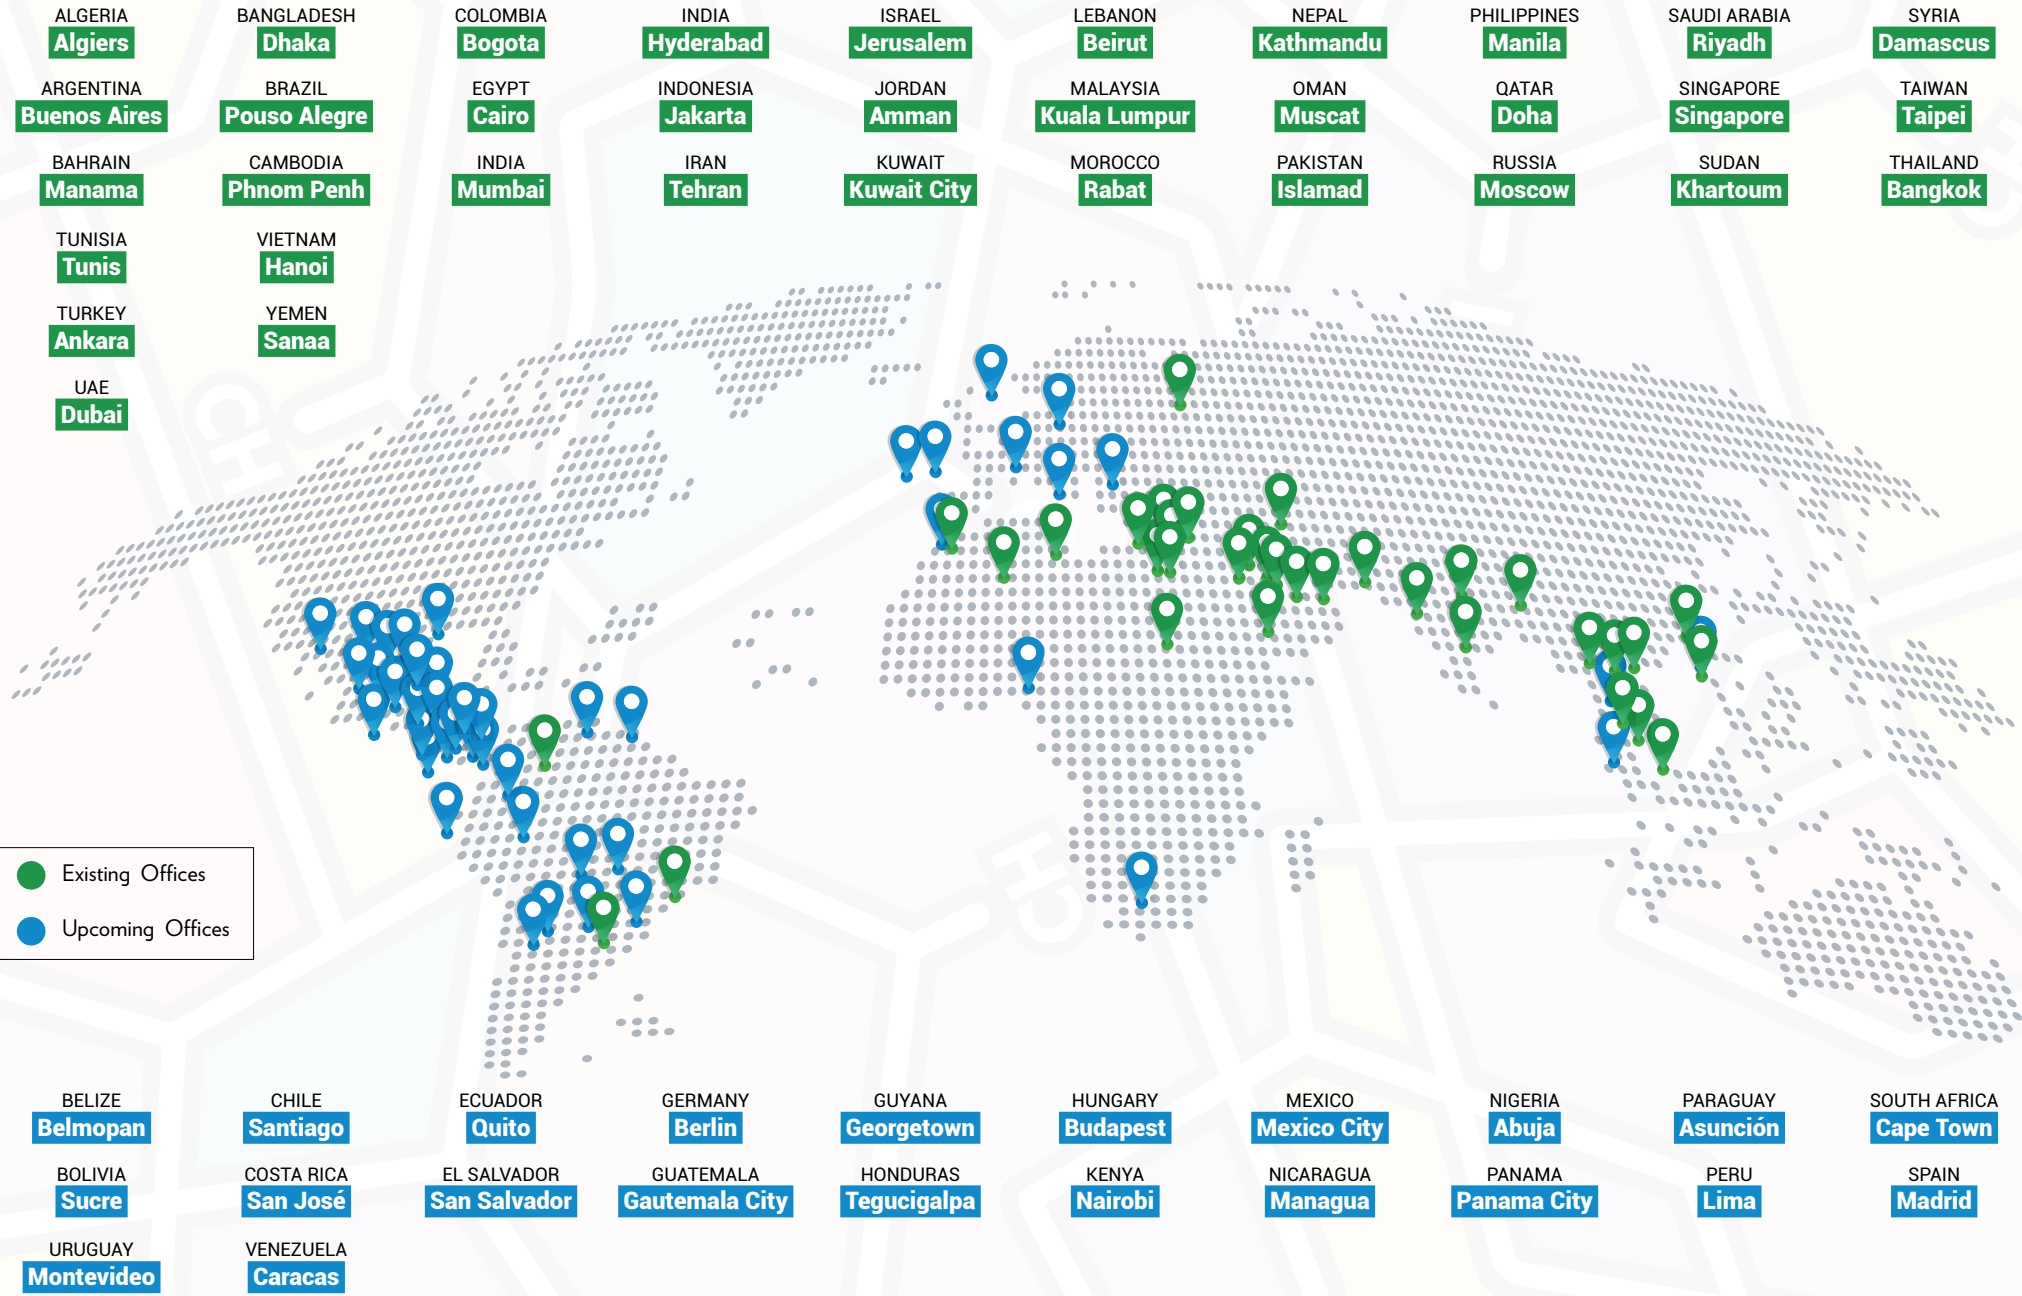 ALGERIA BANGLADESH COLOMBIA INDIA ISRAEL LEBANON NEPAL PHILIPPINES SAUDI ARABIA SYRIA
Algiers Dhaka Bogota Hyderabad Jerusalem Beirut Kathmandu Manila Riyadh Damascus
ARGENTINA BRAZIL EGYPT INDONESIA JORDAN MALAYSIA OMAN QATAR SINGAPORE TAIWAN
Buenos Aires Pouso Alegre Cairo Jakarta Amman Kuala Lumpur Muscat Doha Singapore Taipei
BAHRAIN CAMBODIA INDIA IRAN KUWAIT MOROCCO PAKISTAN RUSSIA SUDAN THAILAND
Manama Phnom Penh Mumbai Tehran Kuwait City Rabat Islamad Moscow Khartoum Bangkok
TUNISIA VIETNAM
Tunis Hanoi
TURKEY YEMEN
Ankara Sanaa
UAE
Dubai
Existing Offices
Upcoming Offices
BELIZE CHILE ECUADOR GERMANY GUYANA HUNGARY MEXICO NIGERIA PARAGUAY SOUTH AFRICA
Belmopan Santiago Quito Berlin Georgetown Budapest Mexico City Abuja Asunción Cape Town
BOLIVIA COSTA RICA EL SALVADOR GUATEMALA HONDURAS KENYA NICARAGUA PANAMA PERU SPAIN
Sucre San José San Salvador Gautemala City Tegucigalpa Nairobi Managua Panama City Lima Madrid
URUGUAY VENEZUELA
Montevideo Caracas